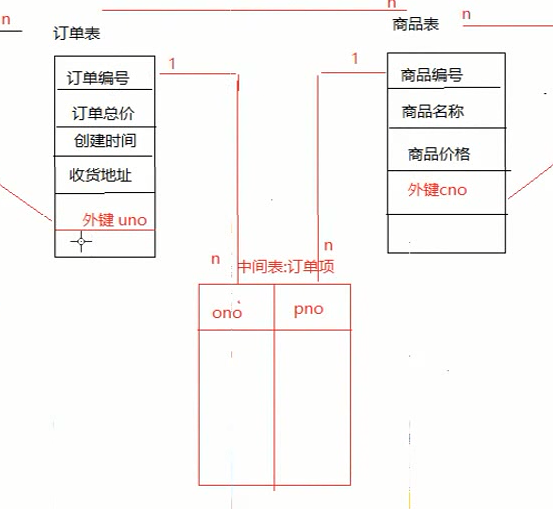 n
n
n
订单表
商品表
1
1
订单编号
订单总价
创建时间
收货地址
外键 uno
商品编号
商品名称
商品价格
外键cno
n
n
中间表:订单项
ono
pno